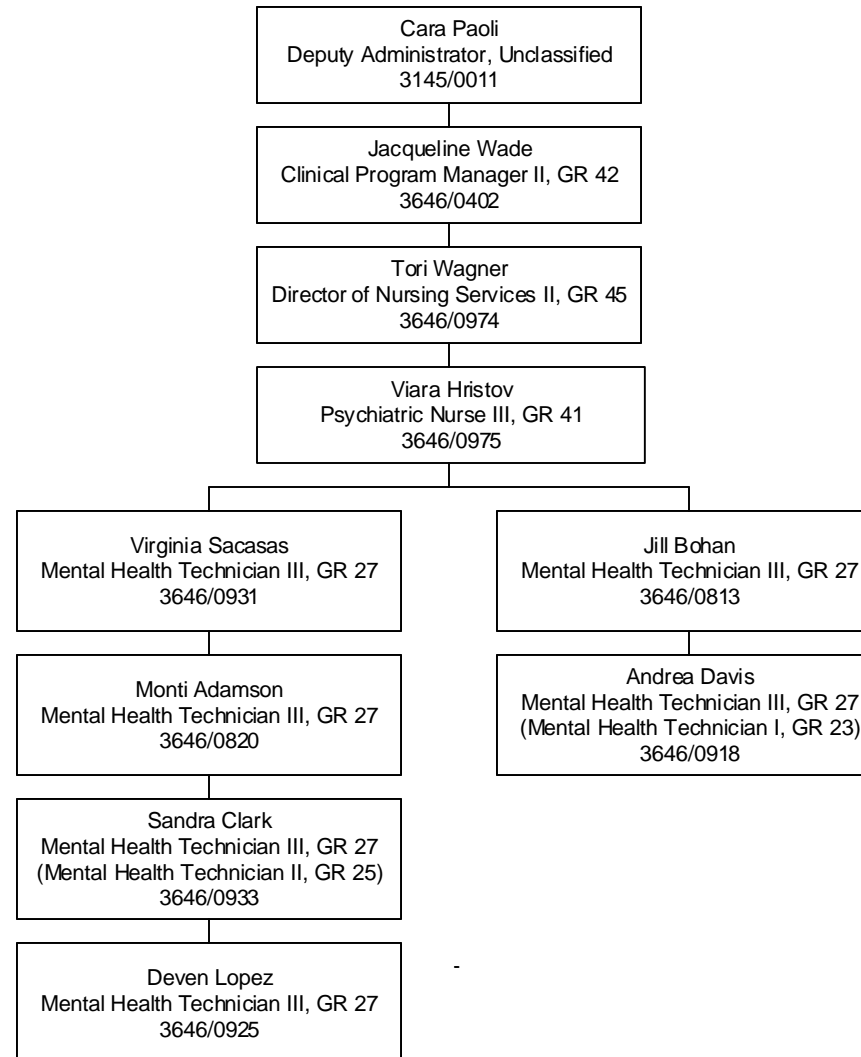 Cara Paoli
Deputy Administrator, Unclassified
3145/0011
Jacqueline Wade
Clinical Program Manager II, GR 42
3646/0402
Tori Wagner
Director of Nursing Services II, GR 45
3646/0974
Viara Hristov
Psychiatric Nurse III, GR 41
3646/0975
Virginia Sacasas
Mental Health Technician III, GR 27
3646/0931
Monti Adamson
Mental Health Technician III, GR 27
3646/0820
Sandra Clark
Mental Health Technician III, GR 27
(Mental Health Technician II, GR 25)
3646/0933
Deven Lopez
Mental Health Technician III, GR 27
3646/0925
Jill Bohan
Mental Health Technician III, GR 27
3646/0813
Andrea Davis
Mental Health Technician III, GR 27
(Mental Health Technician I, GR 23)
3646/0918
-